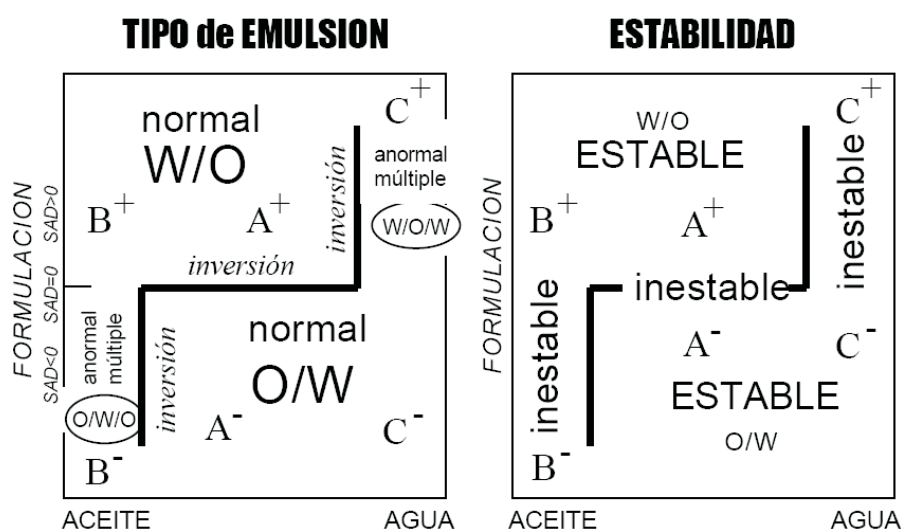 TIPO de EMULSION
C+
normal
W/O
anormal
múltiple
inversión
B+
A+
W/O/W
inversión
FORMULACION
SAD>0
SAD=0
SAD<0
anormal
múltiple
inversión
normal
O/W
O/W/O
A-
C-
B-
ACEITE
AGUA
ESTABILIDAD
C+
W/O
ESTABLE
inestable
B+
A+
FORMULACION
inestable
inestable
A-
C-
ESTABLE
O/W
B-
ACEITE
AGUA